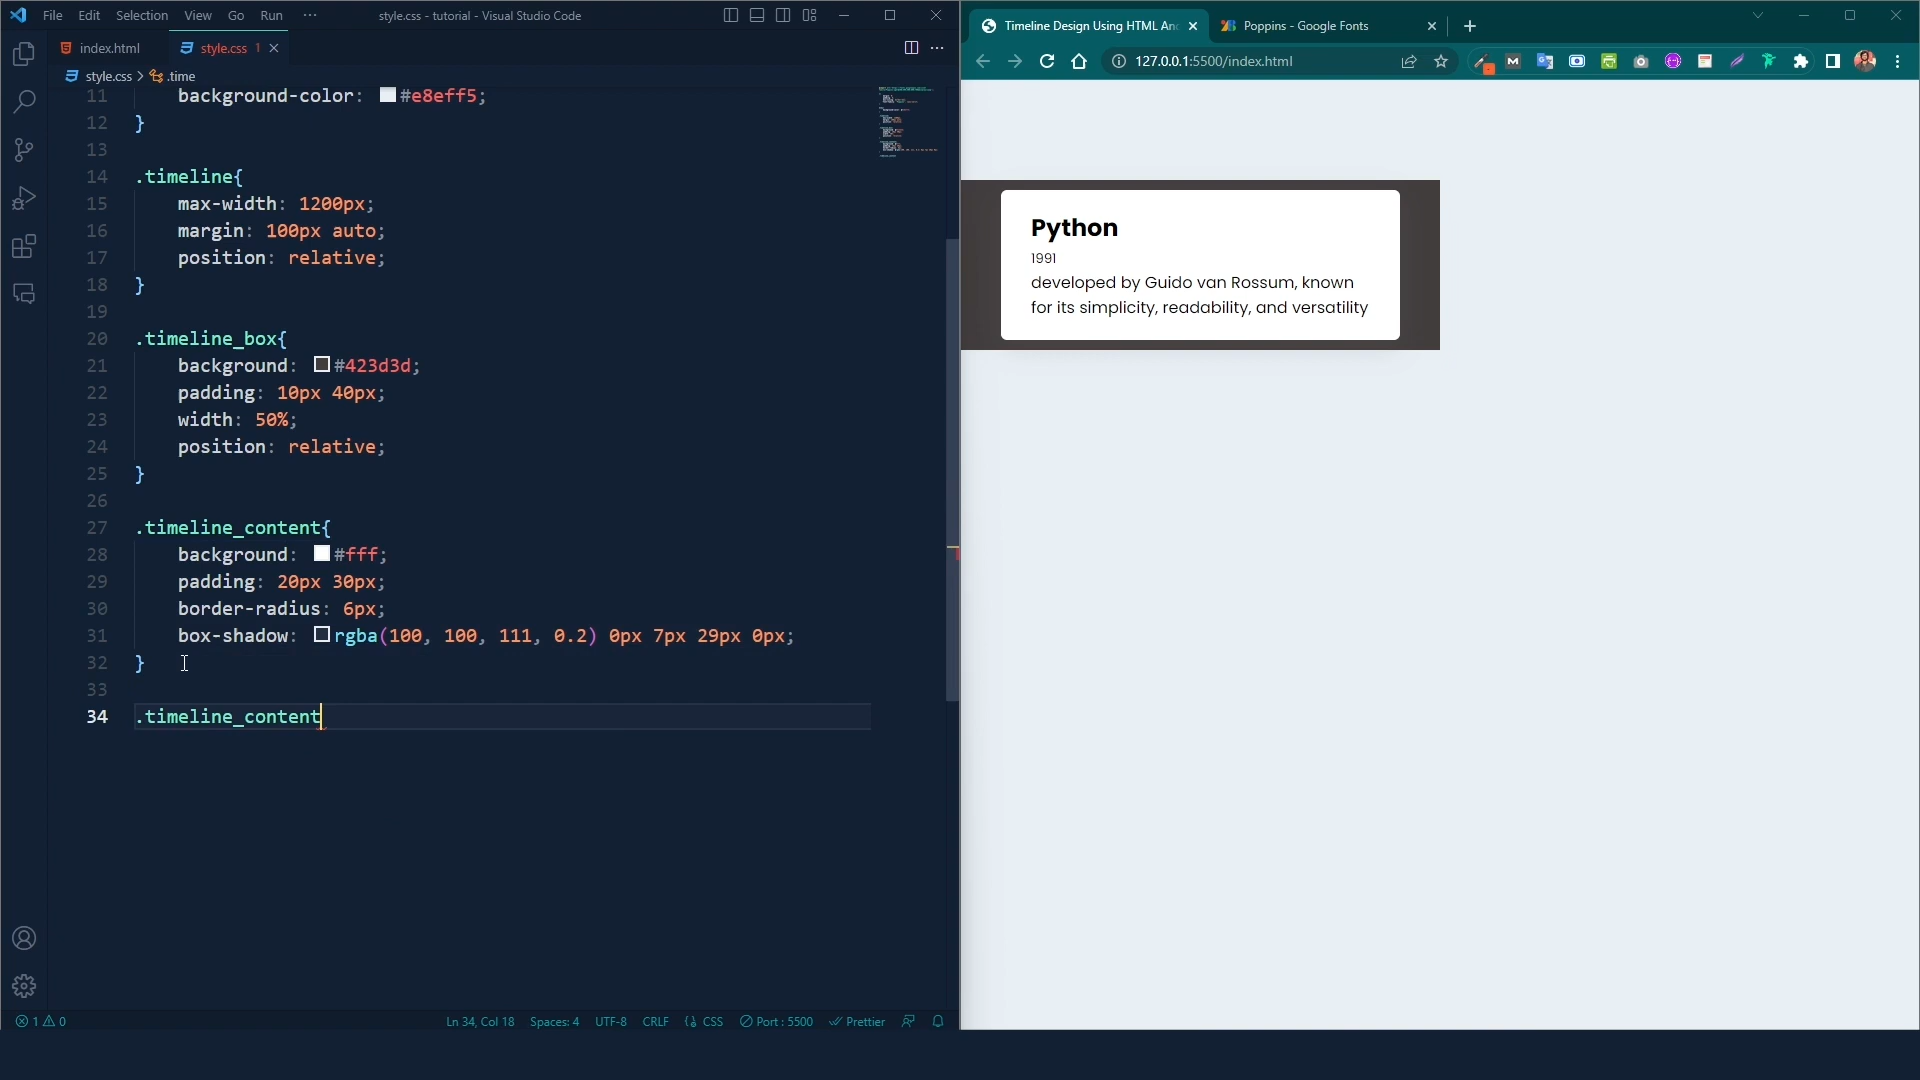 File Edit Selection View Go Run ··· style.css - tutorial - Visual Studio Code
index.html style.css 1
style.css > .time
11 background-color: #e8eff5;
12 }
13
14 .timeline{
15 max-width: 1200px;
16 margin: 100px auto;
17 position: relative;
18 }
19
20 .timeline_box{
21 background: #423d3d;
22 padding: 10px 40px;
23 width: 50%;
24 position: relative;
25 }
26
27 .timeline_content{
28 background: #fff;
29 padding: 20px 30px;
30 border-radius: 6px;
31 box-shadow: rgba(100, 100, 111, 0.2) 0px 7px 29px 0px;
32 }
33
34 .timeline_content
1 0 Ln 34, Col 18 Spaces: 4 UTF-8 CRLF {} CSS Port : 5500 Prettier
Timeline Design Using HTML An Poppins - Google Fonts
127.0.0.1:5500/index.html
Python
1991
developed by Guido van Rossum, known
for its simplicity, readability, and versatility